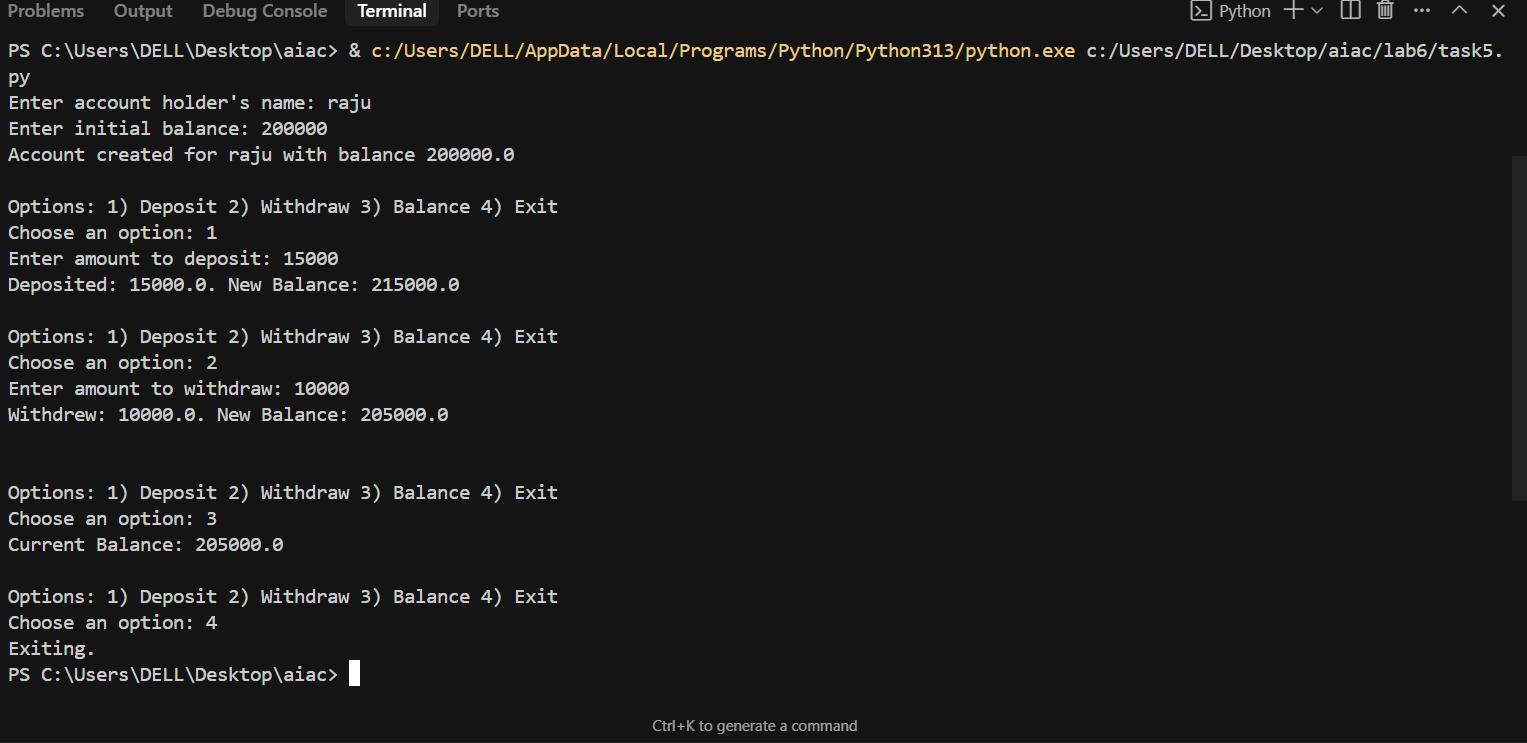 Problems Output Debug Console Terminal Ports Python
PS C:\Users\DELL\Desktop\aiac> & c:/Users/DELL/AppData/Local/Programs/Python/Python313/python.exe c:/Users/DELL/Desktop/aiac/lab6/task5.
py
Enter account holder's name: raju
Enter initial balance: 200000
Account created for raju with balance 200000.0
Options: 1) Deposit 2) Withdraw 3) Balance 4) Exit
Choose an option: 1
Enter amount to deposit: 15000
Deposited: 15000.0. New Balance: 215000.0
Options: 1) Deposit 2) Withdraw 3) Balance 4) Exit
Choose an option: 2
Enter amount to withdraw: 10000
Withdrew: 10000.0. New Balance: 205000.0
Options: 1) Deposit 2) Withdraw 3) Balance 4) Exit
Choose an option: 3
Current Balance: 205000.0
Options: 1) Deposit 2) Withdraw 3) Balance 4) Exit
Choose an option: 4
Exiting.
PS C:\Users\DELL\Desktop\aiac>
Ctrl+K to generate a command